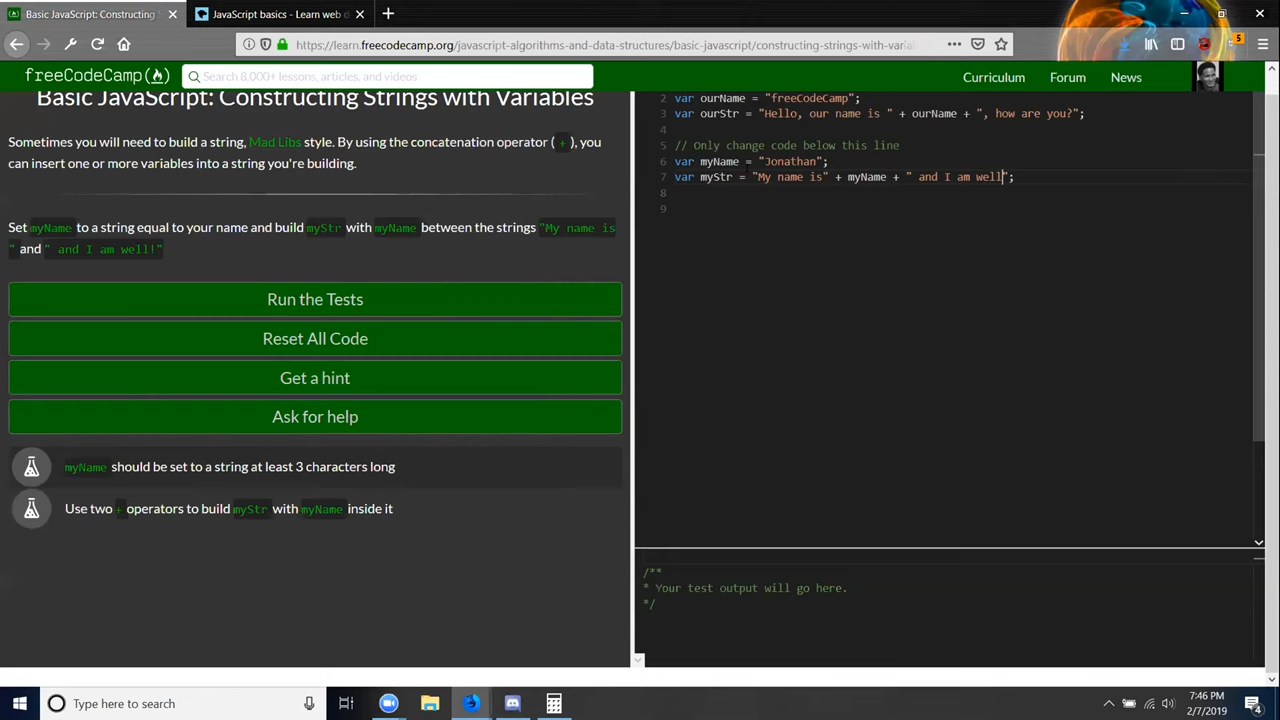 Basic JavaScript: Constructing S
JavaScript basics - Learn web d
https://learn.freecodecamp.org/javascript-algorithms-and-data-structures/basic-javascript/constructing-strings-with-varia
5
freeCodeCamp
Search 8,000+ lessons, articles, and videos
Curriculum
Forum
News
Basic JavaScript: Constructing Strings with Variables
Sometimes you will need to build a string, Mad Libs style. By using the concatenation operator ( + ), you
can insert one or more variables into a string you're building.
Set myName to a string equal to your name and build myStr with myName between the strings "My name is
" and " and I am well!"
Run the Tests
Reset All Code
Get a hint
Ask for help
myName should be set to a string at least 3 characters long
Use two + operators to build myStr with myName inside it
2 var ourName = "freeCodeCamp";
3 var ourStr = "Hello, our name is " + ourName + ", how are you?";
4
5 // Only change code below this line
6 var myName = "Jonathan";
7 var myStr = "My name is" + myName + " and I am well";
8
9
/**
* Your test output will go here.
*/
Type here to search
7:46 PM
2/7/2019
4